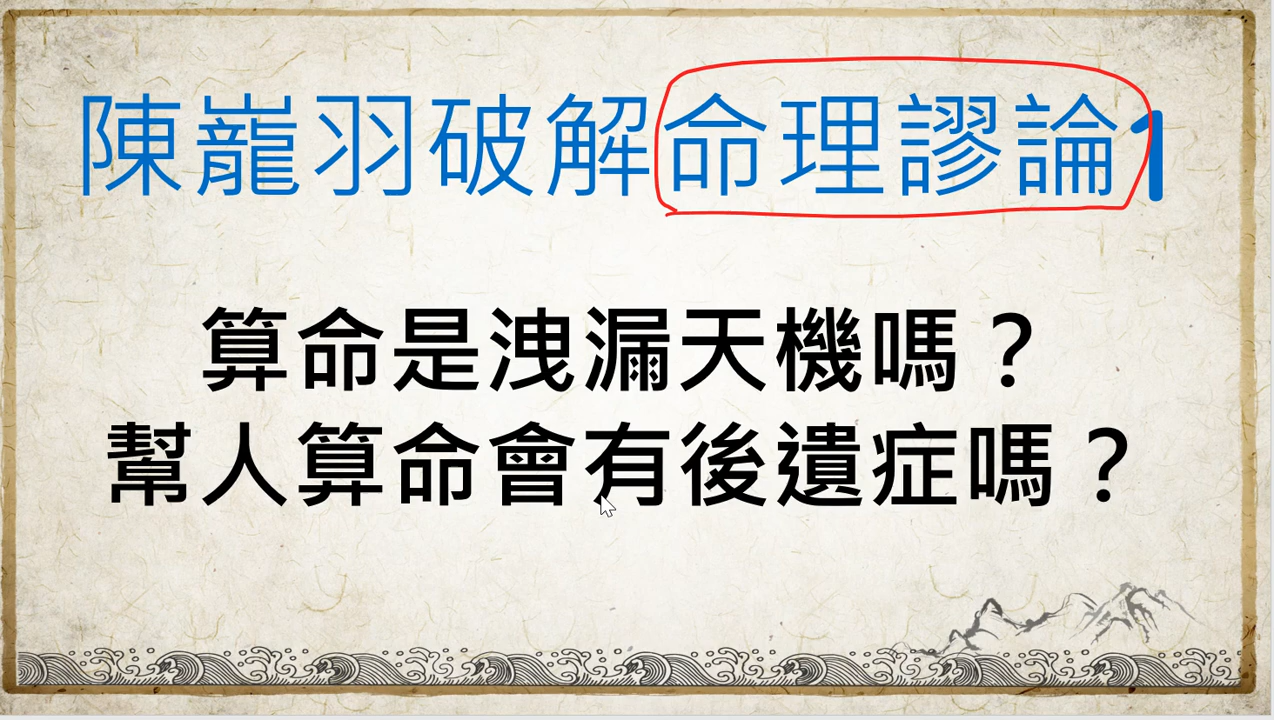 陳巃羽破解命理謬論1
算命是洩漏天機嗎？
幫人算命會有後遺症嗎？